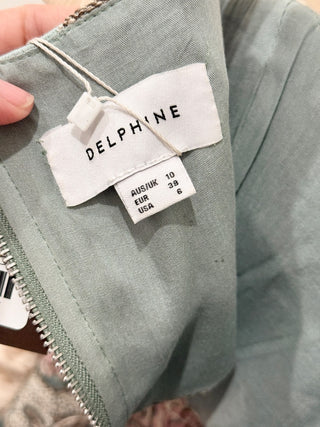 DELPHINE
AUS/UK 10
EUR 38
USA 6